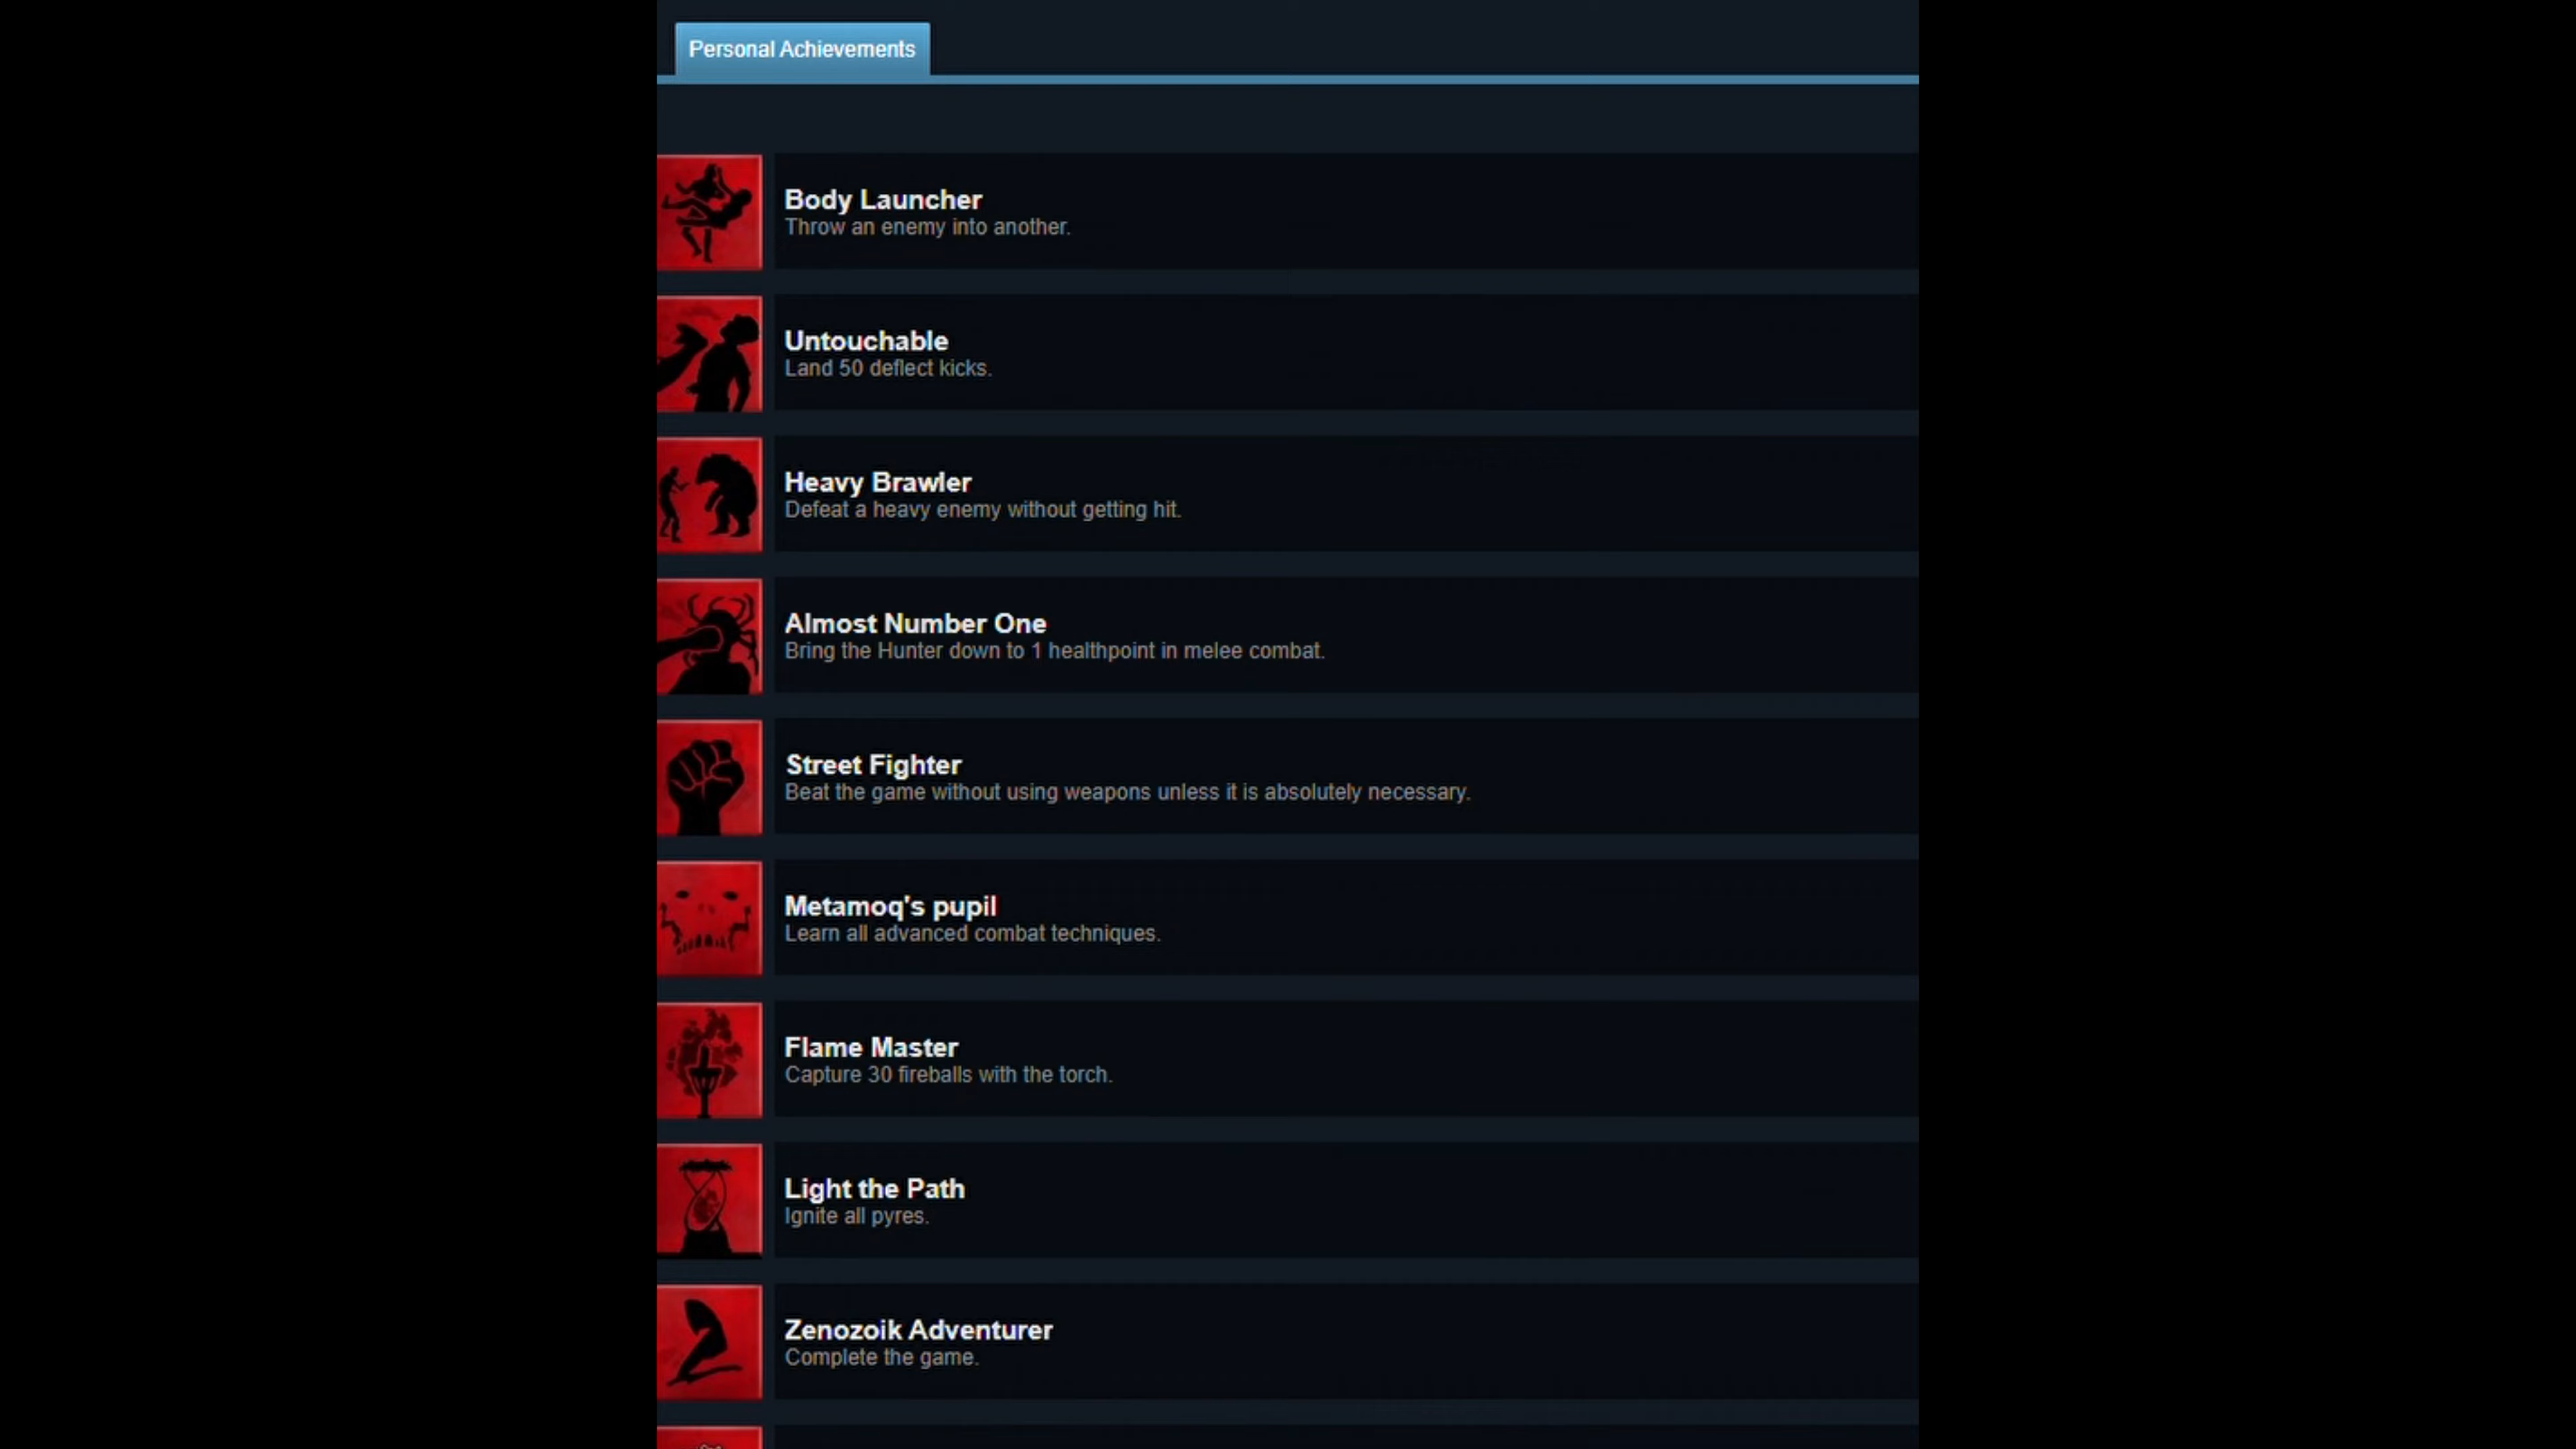 Personal Achievements
Body Launcher
Throw an enemy into another.
Untouchable
Land 50 deflect kicks.
Heavy Brawler
Defeat a heavy enemy without getting hit.
Almost Number One
Bring the Hunter down to 1 healthpoint in melee combat.
Street Fighter
Beat the game without using weapons unless it is absolutely necessary.
Metamoq's pupil
Learn all advanced combat techniques.
Flame Master
Capture 30 fireballs with the torch.
Light the Path
Ignite all pyres.
Zenozoik Adventurer
Complete the game.